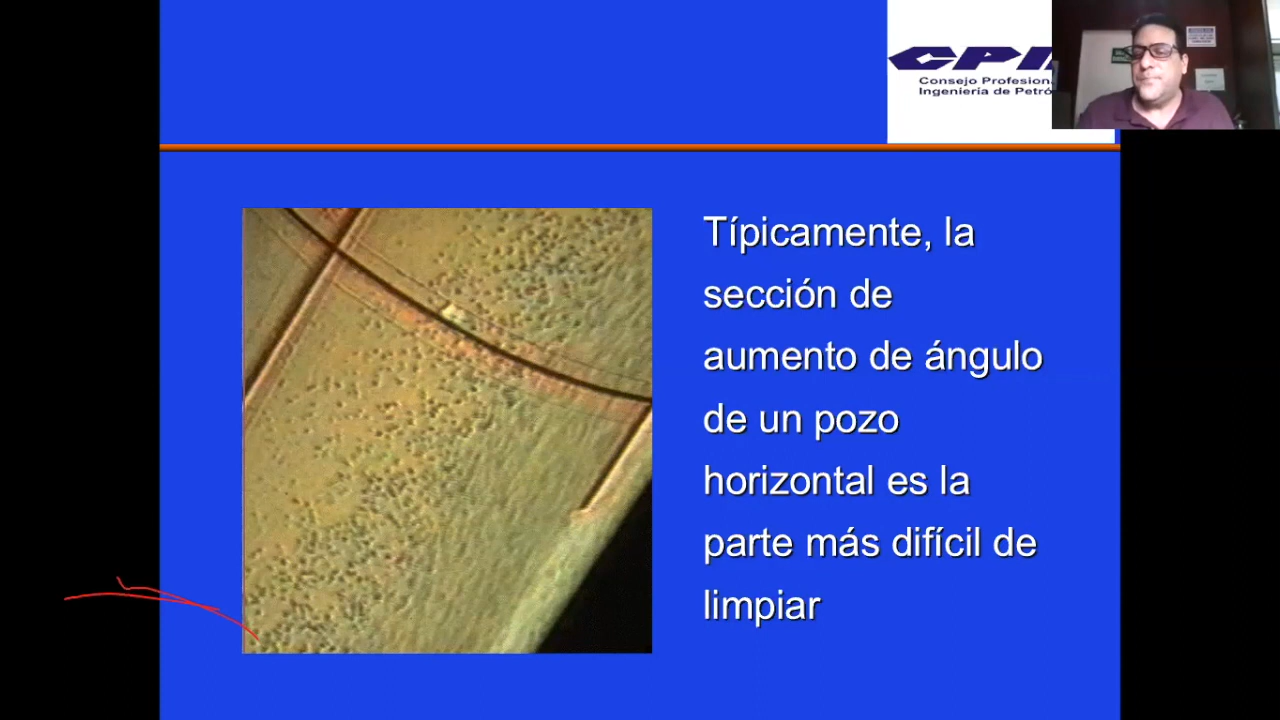 Consejo Profesion
Ingeniería de Petró
Típicamente, la
sección de
aumento de ángulo
de un pozo
horizontal es la
parte más difícil de
limpiar